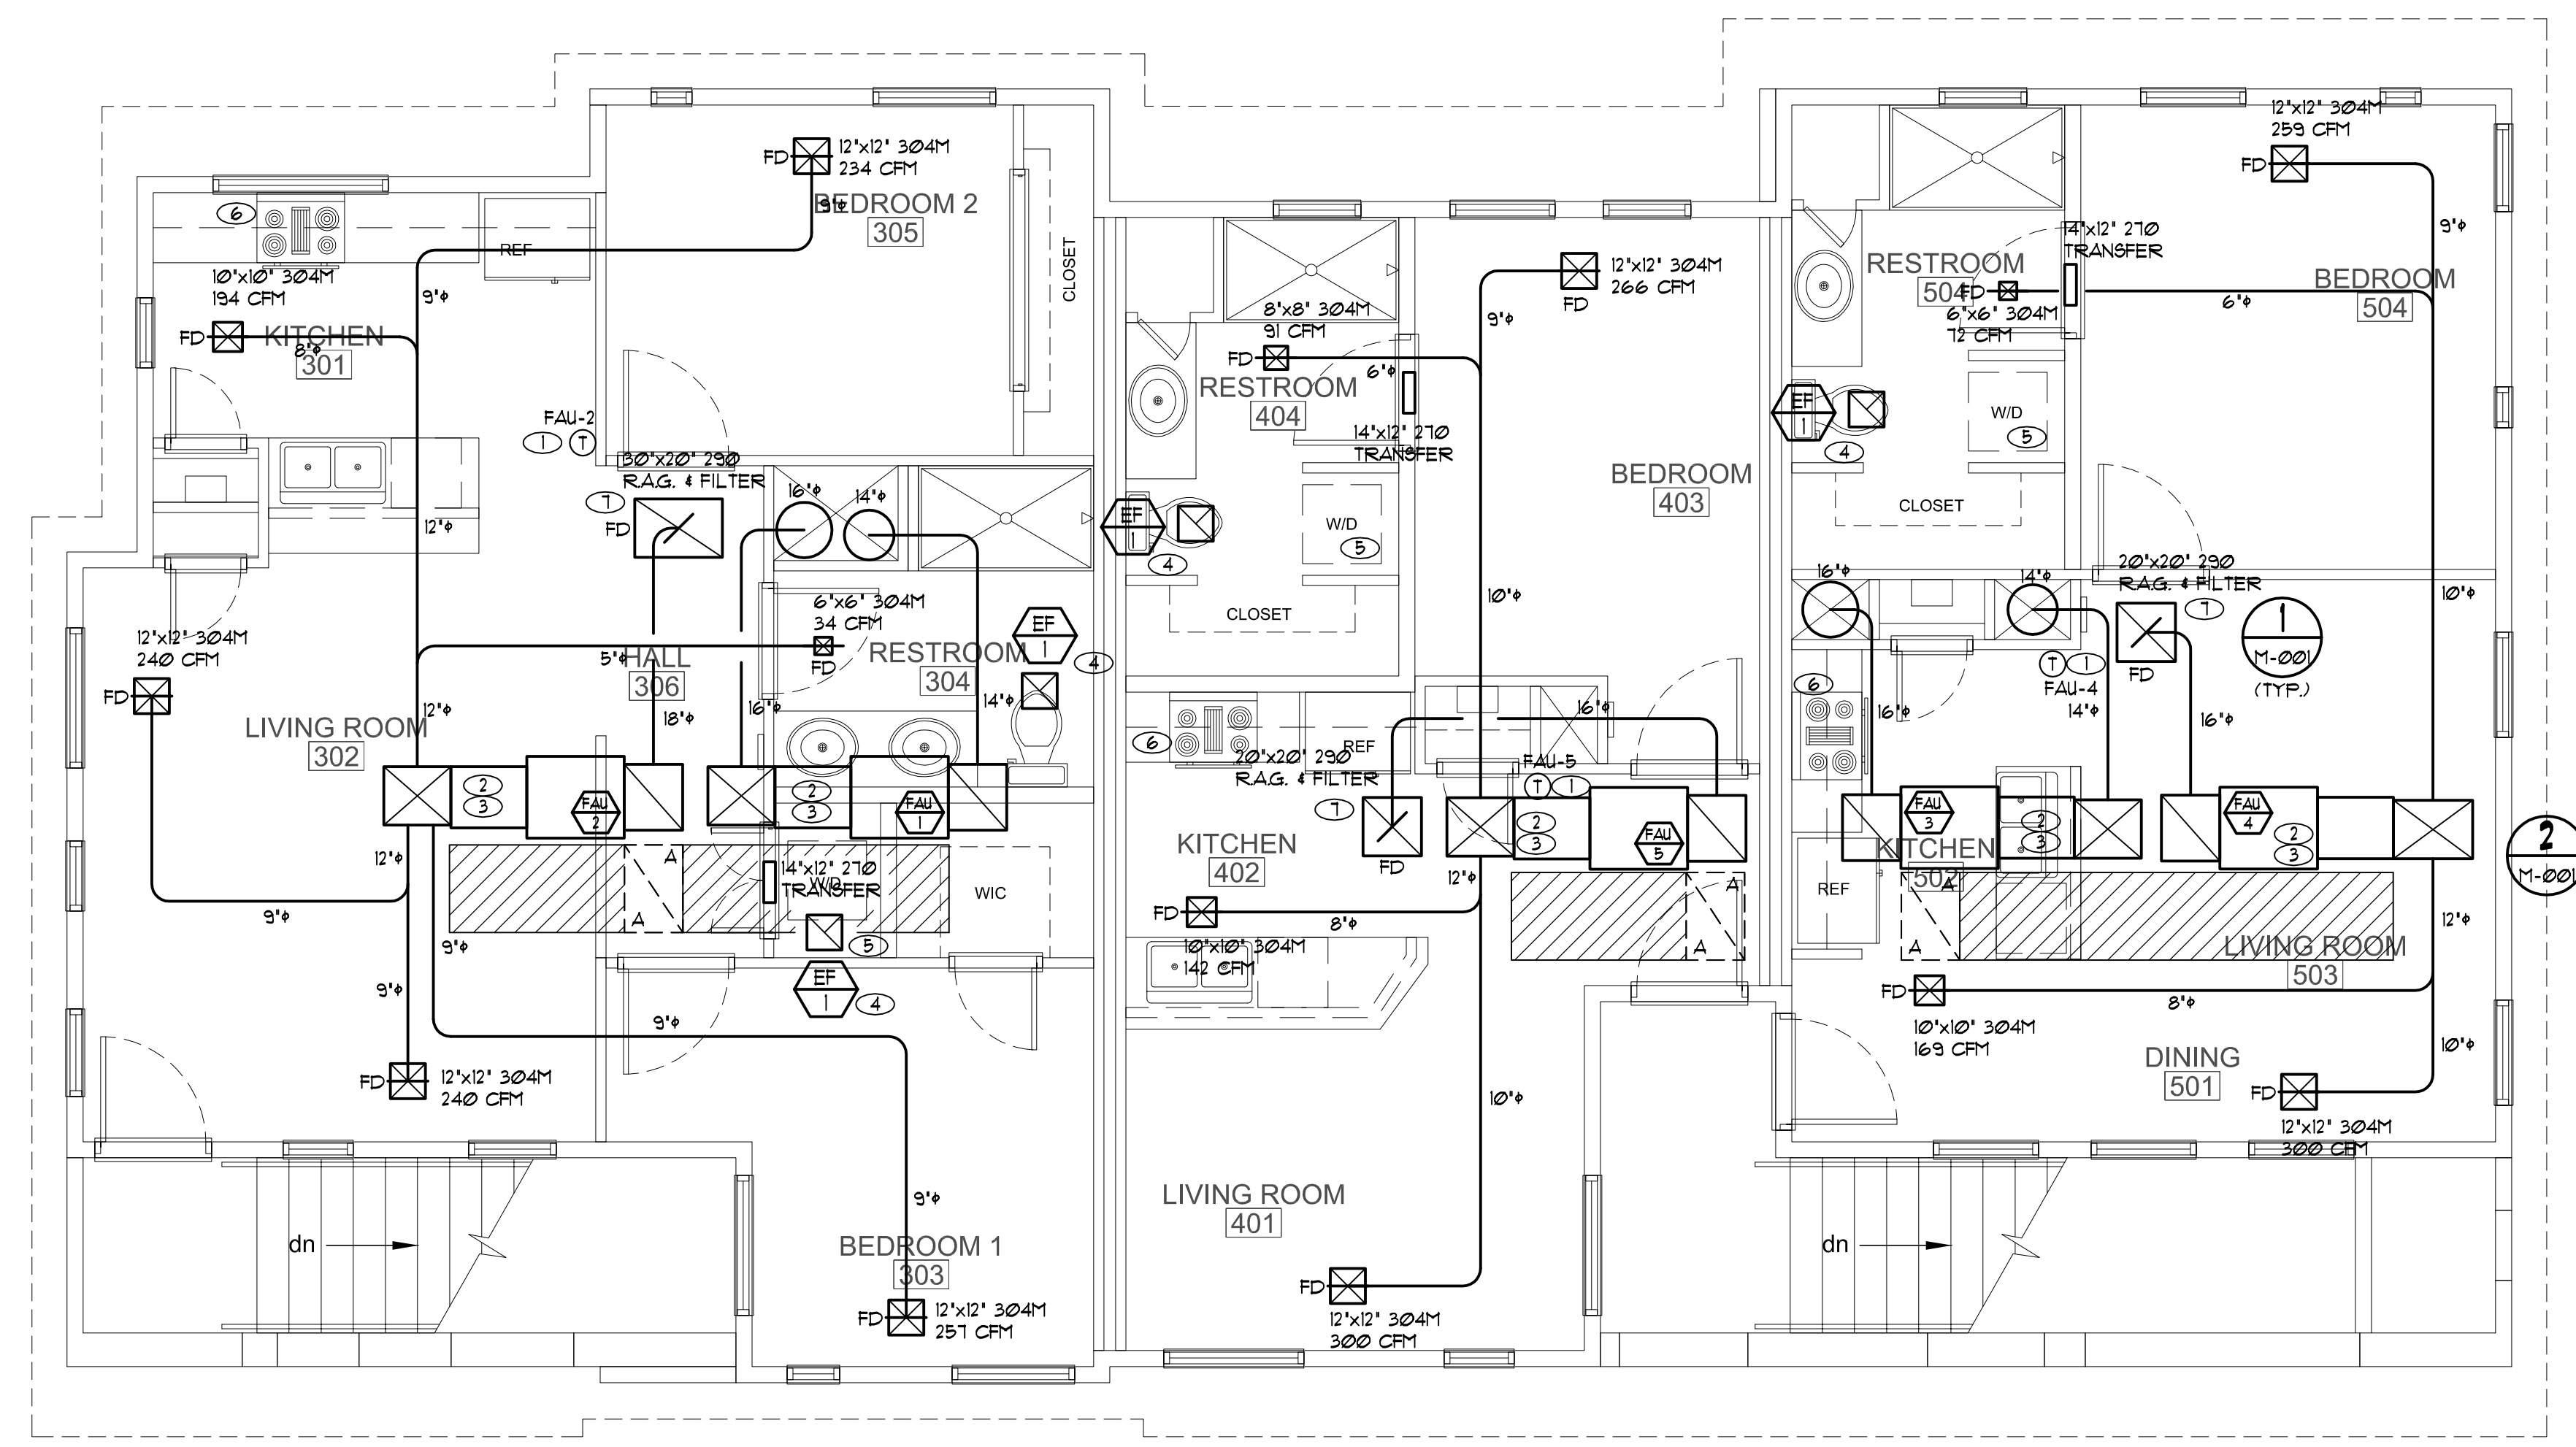 12"x12" 304M
234 CFM
FD
9"ϕ
BEDROOM 2
305
CLOSET
6
REF
10"x10" 304M
194 CFM
FD
KITCHEN
8"ϕ
301
9"ϕ
FAU-2
1
T
30"x20" 290
R.A.G. & FILTER
7
FD
16"ϕ
14"ϕ
12"ϕ
6"x6" 304M
34 CFM
FD
5"ϕ
HALL
306
RESTROOM
304
EF
1
4
12"x12" 304M
240 CFM
FD
LIVING ROOM
302
12"ϕ
18"ϕ
16"ϕ
14"ϕ
2
3
FAU
2
2
3
FAU
1
12"ϕ
A
A
14"x12" 270
TRANSFER
W/D
WIC
5
9"ϕ
9"ϕ
9"ϕ
EF
1
4
9"ϕ
FD
12"x12" 304M
240 CFM
9"ϕ
BEDROOM 1
303
FD
12"x12" 304M
257 CFM
dn
12"x12" 304M
266 CFM
FD
9"ϕ
8"x8" 304M
91 CFM
FD
6"ϕ
RESTROOM
404
14"x12" 270
TRANSFER
BEDROOM
403
EF
1
4
W/D
5
CLOSET
10"ϕ
16"ϕ
6
REF
20"x20" 290
R.A.G. & FILTER
7
FD
FAU-5
T
1
2
3
FAU
5
KITCHEN
402
12"ϕ
A
A
FD
8"ϕ
10"x10" 304M
142 CFM
10"ϕ
LIVING ROOM
401
FD
12"x12" 304M
300 CFM
12"x12" 304M
259 CFM
FD
9"ϕ
14"x12" 270
TRANSFER
RESTROOM
504
FD
6"x6" 304M
72 CFM
6"ϕ
BEDROOM
504
EF
1
4
W/D
5
CLOSET
20"x20" 290
R.A.G. & FILTER
7
FD
16"ϕ
14"ϕ
10"ϕ
1
M-001
(TYP.)
T
1
FAU-4
14"ϕ
6
16"ϕ
16"ϕ
FAU
3
2
3
FAU
4
2
3
KITCHEN
502
REF
A
A
2
M-001
12"ϕ
LIVING ROOM
503
FD
8"ϕ
10"x10" 304M
169 CFM
10"ϕ
DINING
501
FD
12"x12" 304M
300 CFM
dn